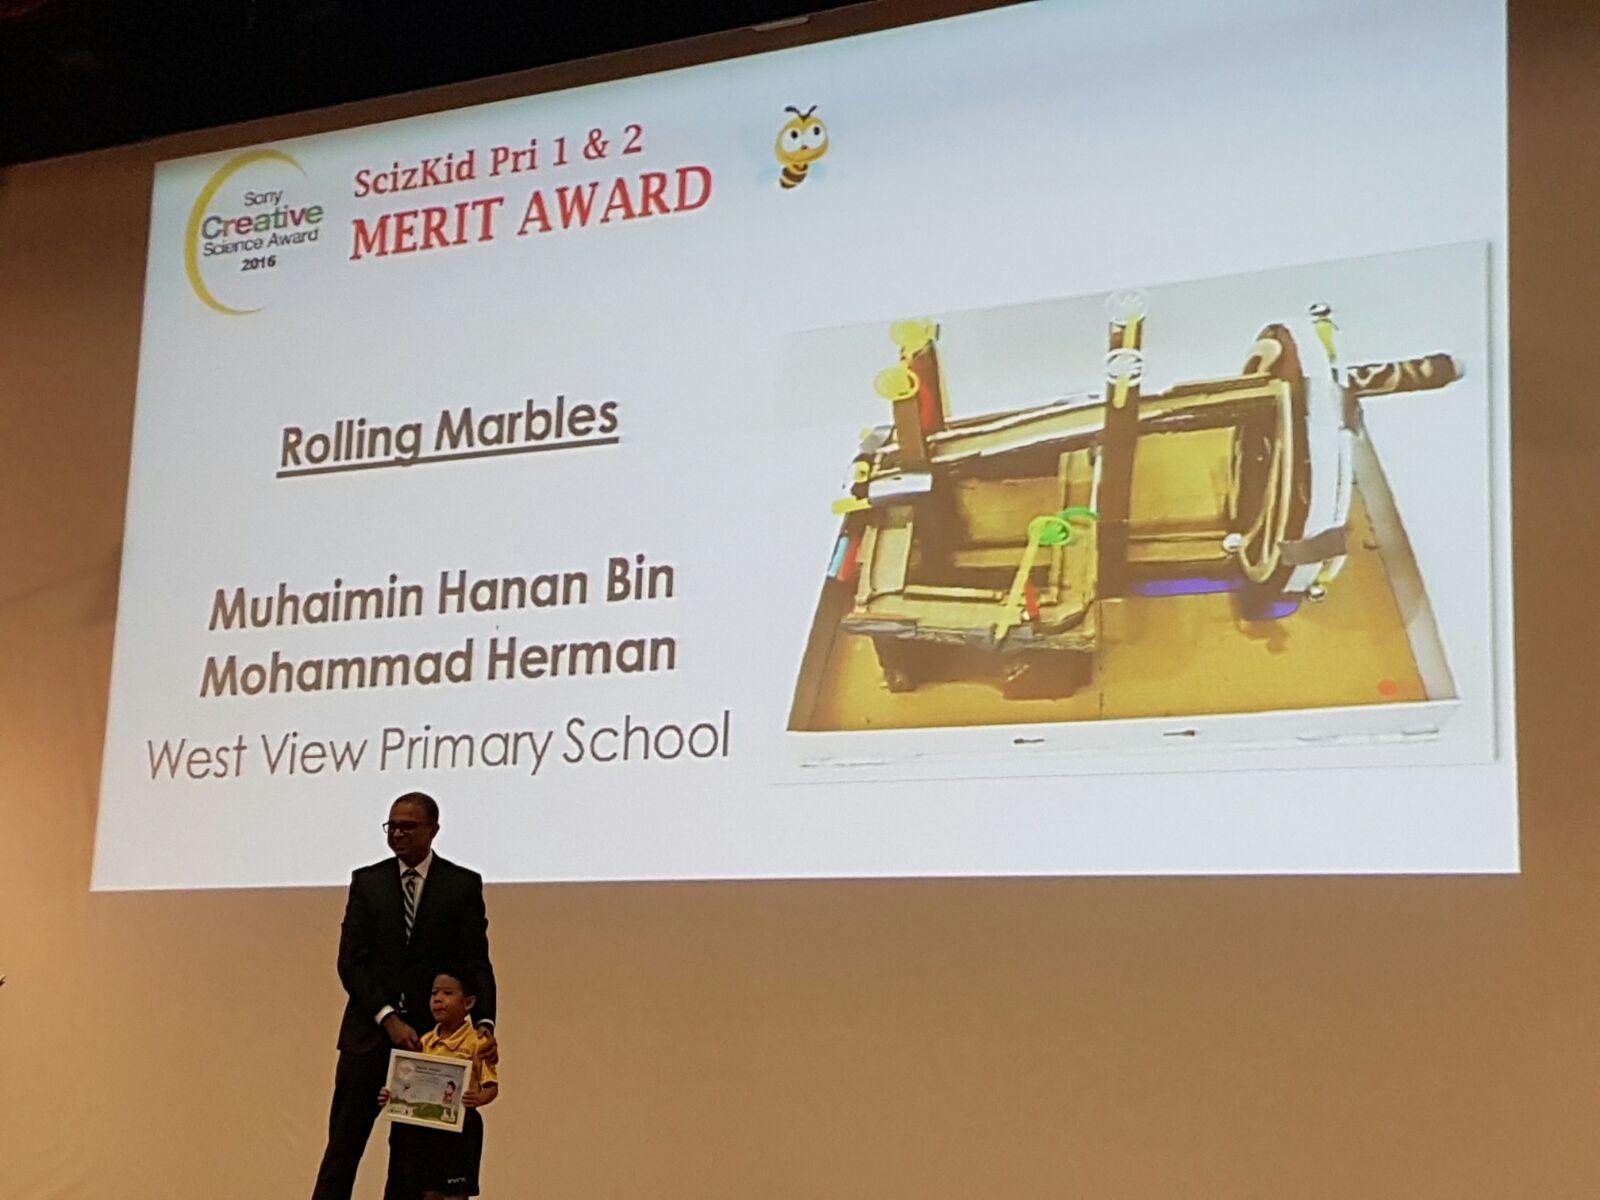 Sony
Creative
Science Award
2016
ScizKid Pri 1 & 2
MERIT AWARD
Rolling Marbles
Muhaimin Hanan Bin
Mohammad Herman
West View Primary School